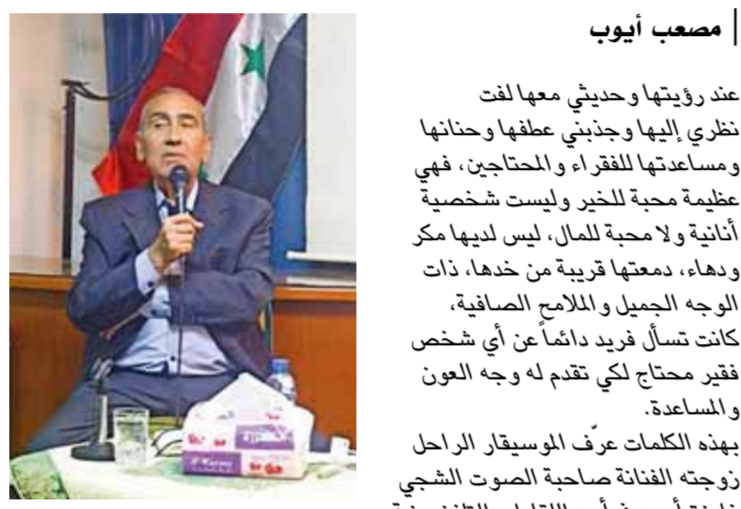 مصعب أيوب
عند رؤيتها وحديثي معها لفت
نظري إليها وجذبني عطفها وحنانها
ومساعدتها للفقراء والمحتاجين، فهي
عظيمة محبة للخير وليست شخصية
أنانية ولا محبة للمال، ليس لديها مكر
ودهاء، دمعتها قريبة من خدها، ذات
الوجه الجميل والملامح الصافية،
كانت تسأل فريد دائماً عن أي شخص
فقير محتاج لكي تقدم له وجه العون
والمساعدة.
بهذه الكلمات عرّف الموسيقار الراحل
زوجته الفنانة صاحبة الصوت الشجي